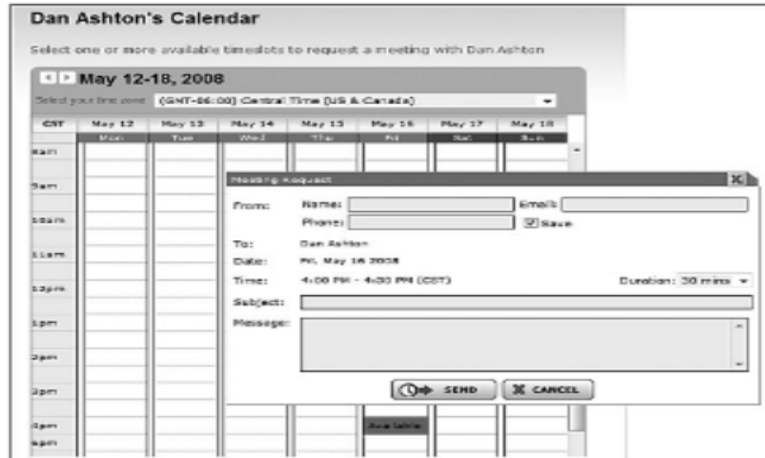 Dan Ashton's Calendar
Select one or more available timeslots to request a meeting with Dan Ashton
May 12-18, 2008
Select your time zone (GMT-06:00) Central Time [US & Canada]
CST May 12 May 13 May 14 May 15 May 16 May 17 May 18
Mon Tue Wed Thu Fri Sat Sun
8am
9am
10am
11am
12pm
1pm
2pm
3pm
4pm
Available
5pm
Meeting Request
From: Name: Email:
Phone: Save
To: Dan Ashton
Date: Fri, May 16 2008
Time: 4:00 PM - 4:30 PM (CST) Duration: 30 mins
Subject:
Message:
SEND CANCEL